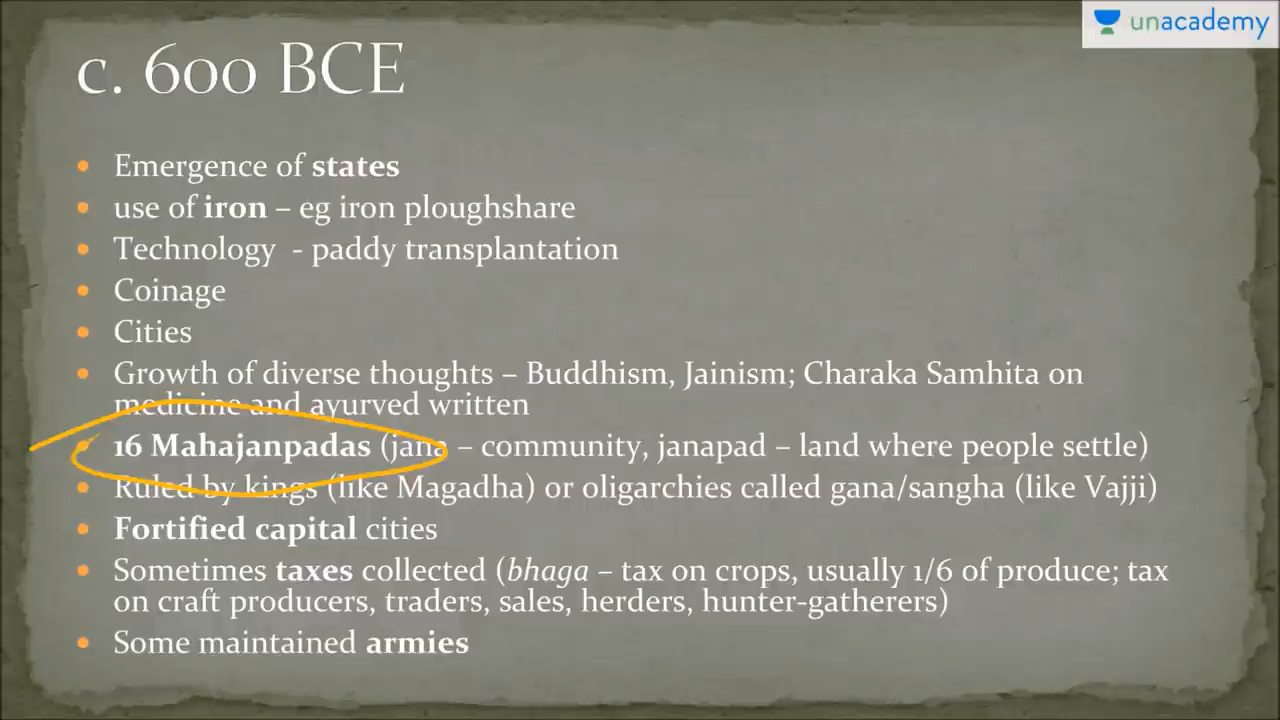 unacademy
c. 600 BCE
• Emergence of states
• use of iron – eg iron ploughshare
• Technology - paddy transplantation
• Coinage
• Cities
• Growth of diverse thoughts – Buddhism, Jainism; Charaka Samhita on
medicine and ayurved written
• 16 Mahajanpadas (jana – community, janapad – land where people settle)
• Ruled by kings (like Magadha) or oligarchies called gana/sangha (like Vajji)
• Fortified capital cities
• Sometimes taxes collected (bhaga – tax on crops, usually 1/6 of produce; tax
on craft producers, traders, sales, herders, hunter-gatherers)
• Some maintained armies